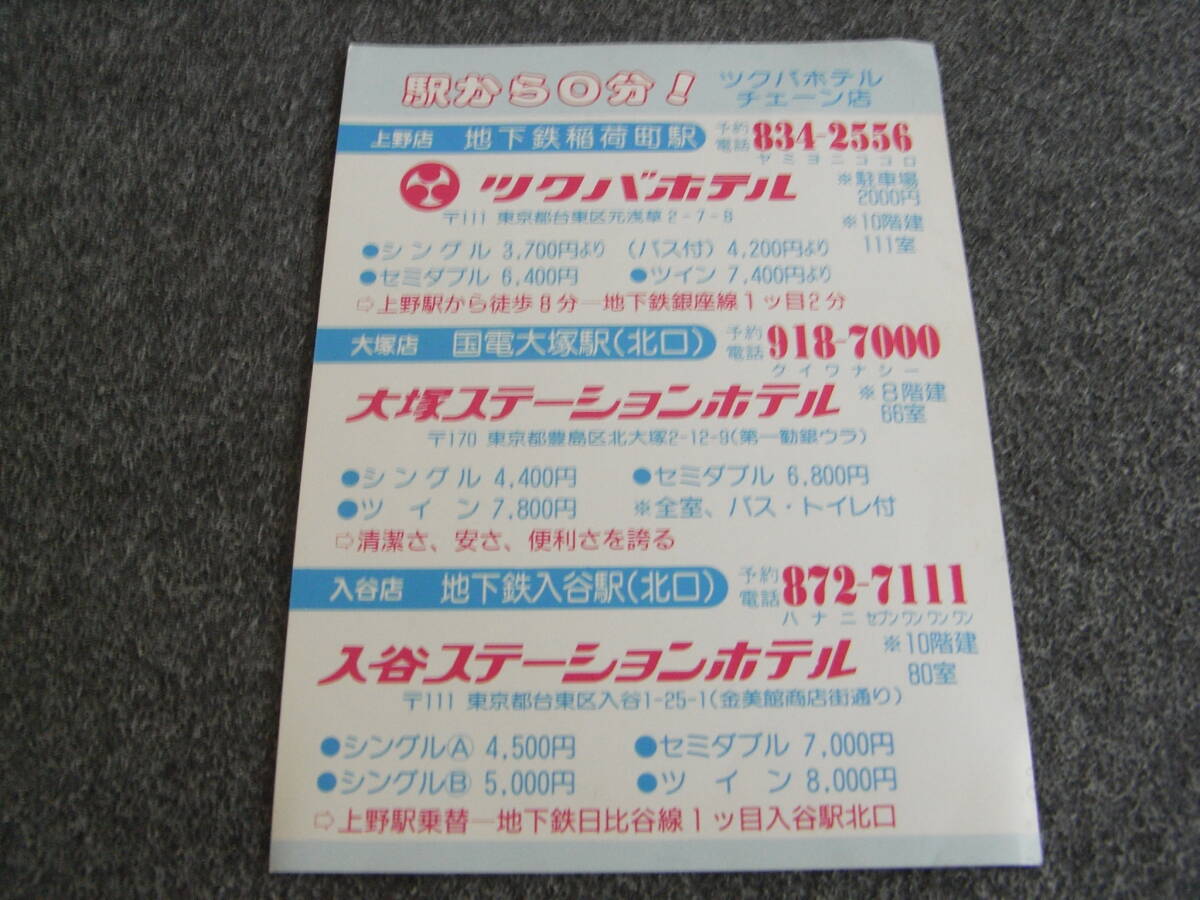 駅から0分!
ツクバホテル
チェーン店
上野店 地下鉄稲荷町駅
予約
電話 834-2556
ヤミヨニココロ
ツクバホテル
※駐車場
2000円
〒111 東京都台東区元浅草2-7-8
※10階建
111室
●シングル 3,700円より (バス付) 4,200円より
●セミダブル 6,400円 ●ツイン 7,400円より
⇨上野駅から徒歩8分―地下鉄銀座線1ッ目2分
大塚店 国電大塚駅(北口)
予約
電話 918-7000
クイワナシー
大塚ステーションホテル
※8階建
66室
〒170 東京都豊島区北大塚2-12-9(第一勧銀ウラ)
●シングル 4,400円 ●セミダブル 6,800円
●ツイン 7,800円 ※全室、バス・トイレ付
⇨清潔さ、安さ、便利さを誇る
入谷店 地下鉄入谷駅(北口)
予約
電話 872-7111
ハナニ セブンワンワンワン
入谷ステーションホテル
※10階建
80室
〒111 東京都台東区入谷1-25-1(金美館商店街通り)
●シングルⒶ 4,500円 ●セミダブル 7,000円
●シングルⒷ 5,000円 ●ツイン 8,000円
⇨上野駅乗替―地下鉄日比谷線1ッ目入谷駅北口